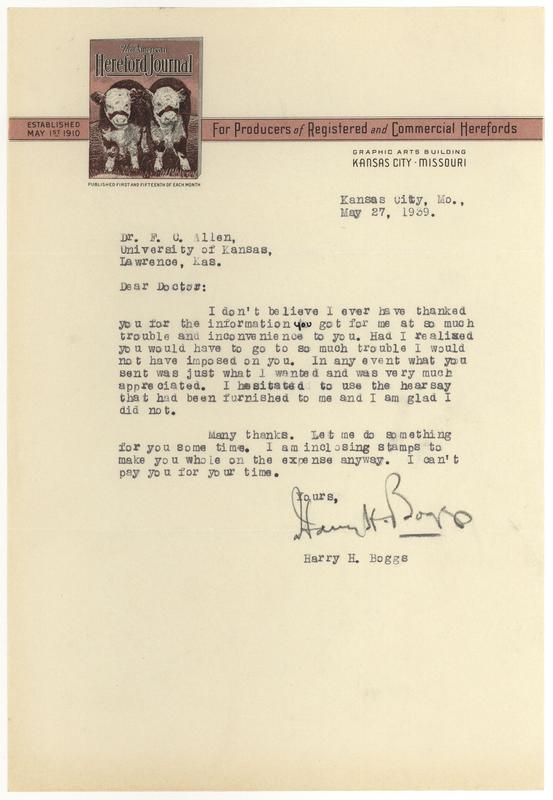 The American
Hereford Journal
ESTABLISHED
MAY 1ST 1910
For Producers of Registered and Commercial Herefords
GRAPHIC ARTS BUILDING
KANSAS CITY · MISSOURI
PUBLISHED FIRST AND FIFTEENTH OF EACH MONTH
Kansas City, Mo.,
May 27, 1939.
Dr. F. C. Allen,
University of Kansas,
Lawrence, Kas.
Dear Doctor:
I don't believe I ever have thanked
you for the information you got for me at so much
trouble and inconvenience to you. Had I realized
you would have to go to so much trouble I would
not have imposed on you. In any event what you
sent was just what I wanted and was very much
appreciated. I hesitated to use the hearsay
that had been furnished to me and I am glad I
did not.
Many thanks. Let me do something
for you some time. I am inclosing stamps to
make you whole on the expense anyway. I can't
pay you for your time.
Yours,
Harry H. Boggs
Harry H. Boggs